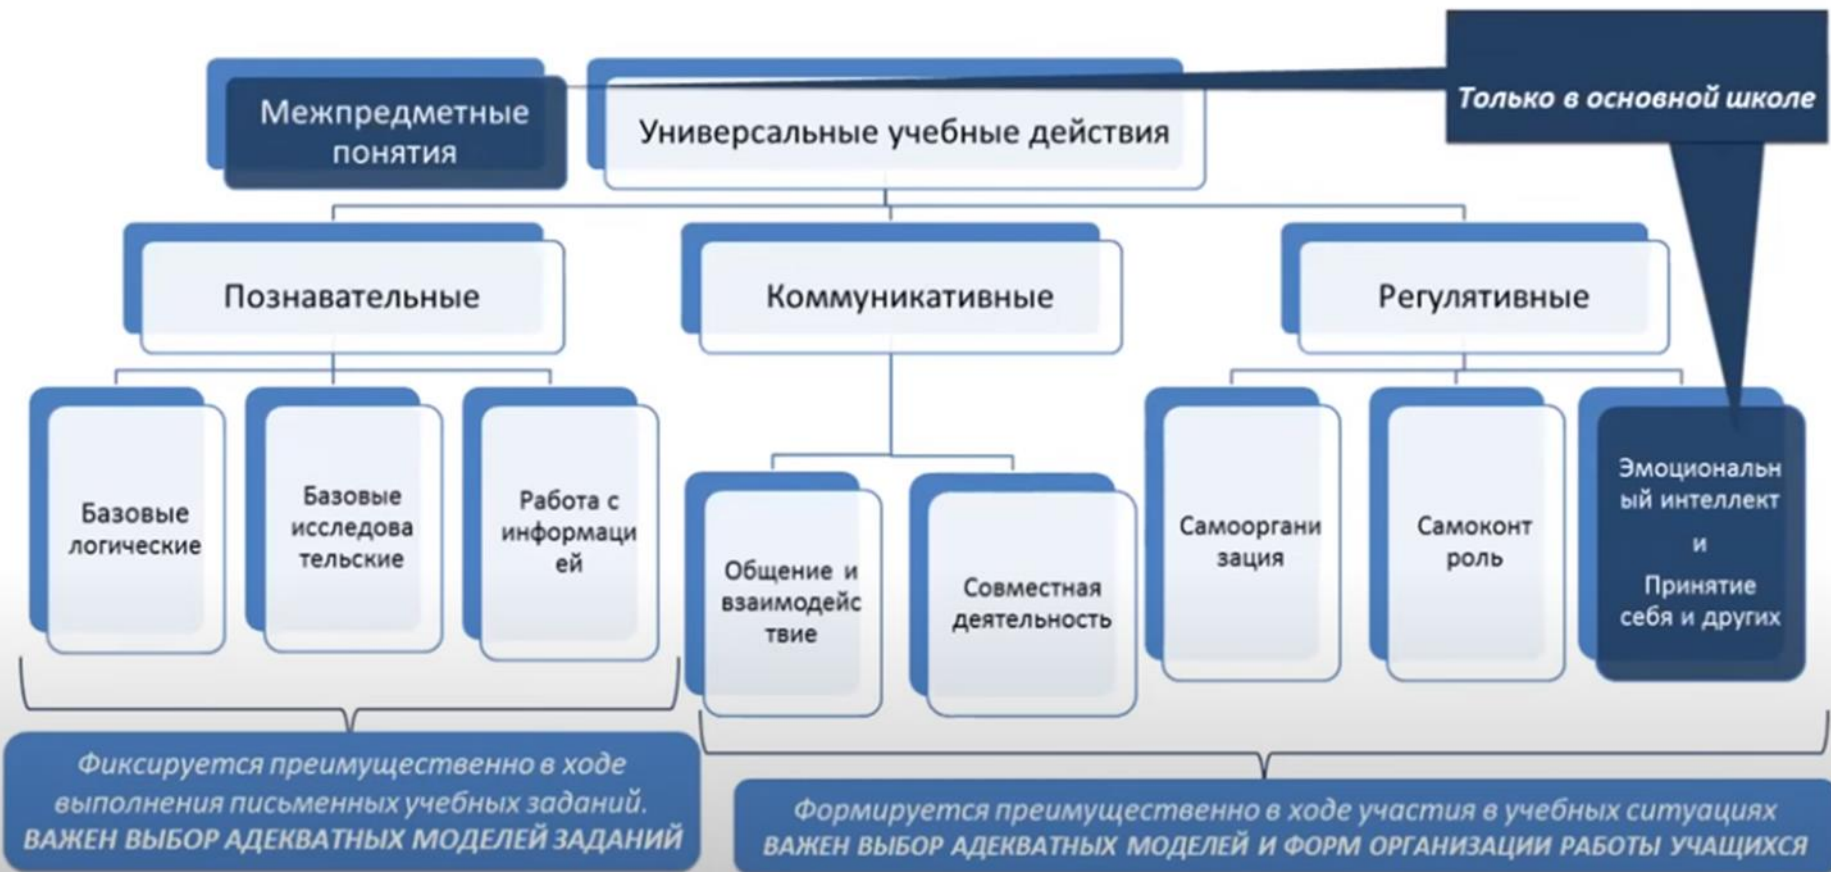 Только в основной школе
Межпредметные
понятия
Универсальные учебные действия
Познавательные
Коммуникативные
Регулятивные
Базовые
логические
Базовые
исследова
тельские
Работа с
информаци
ей
Общение и
взаимодейс
твие
Совместная
деятельность
Самооргани
зация
Самоконт
роль
Эмоциональн
ый интеллект
и
Принятие
себя и других
Фиксируется преимущественно в ходе
выполнения письменных учебных заданий.
ВАЖЕН ВЫБОР АДЕКВАТНЫХ МОДЕЛЕЙ ЗАДАНИЙ
Формируется преимущественно в ходе участия в учебных ситуациях
ВАЖЕН ВЫБОР АДЕКВАТНЫХ МОДЕЛЕЙ И ФОРМ ОРГАНИЗАЦИИ РАБОТЫ УЧАЩИХСЯ